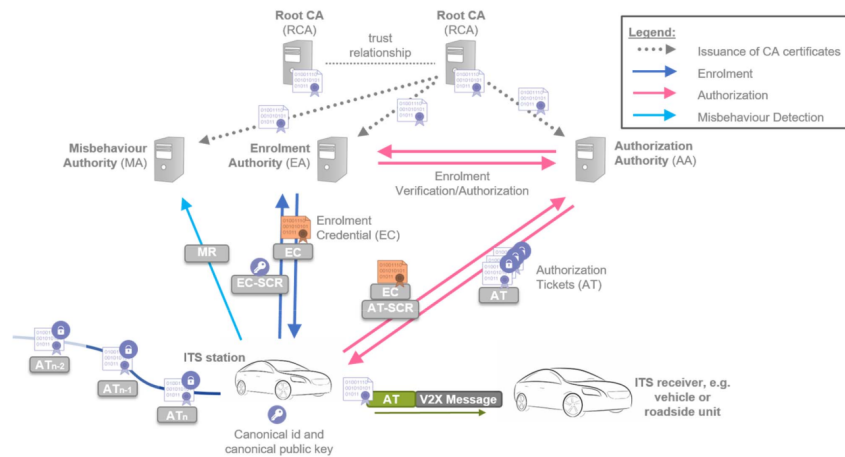 Root CA
(RCA)
trust
relationship
Root CA
(RCA)
Legend:
Issuance of CA certificates
Enrolment
Authorization
Misbehaviour Detection
Misbehaviour
Authority (MA)
Enrolment
Authority (EA)
Enrolment
Verification/Authorization
Authorization
Authority (AA)
MR
EC-SCR
EC
Enrolment
Credential (EC)
EC
AT-SCR
AT
Authorization
Tickets (AT)
ATn-2
ATn-1
ATn
ITS station
Canonical id and
canonical public key
AT
V2X Message
ITS receiver, e.g.
vehicle or
roadside unit